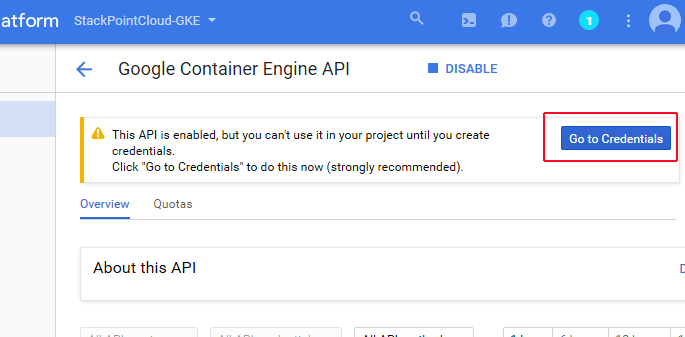 atform StackPointCloud-GKE 1
Google Container Engine API DISABLE
This API is enabled, but you can't use it in your project until you create
credentials.
Click "Go to Credentials" to do this now (strongly recommended).
Go to Credentials
Overview Quotas
About this API